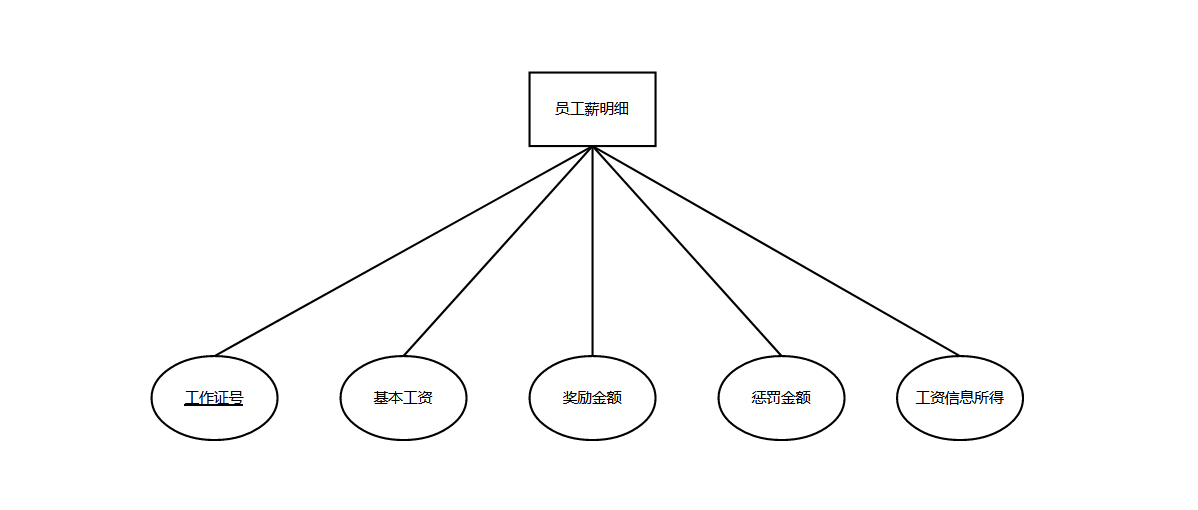 员工薪明细
工作证号
基本工资
奖励金额
惩罚金额
工资信息所得